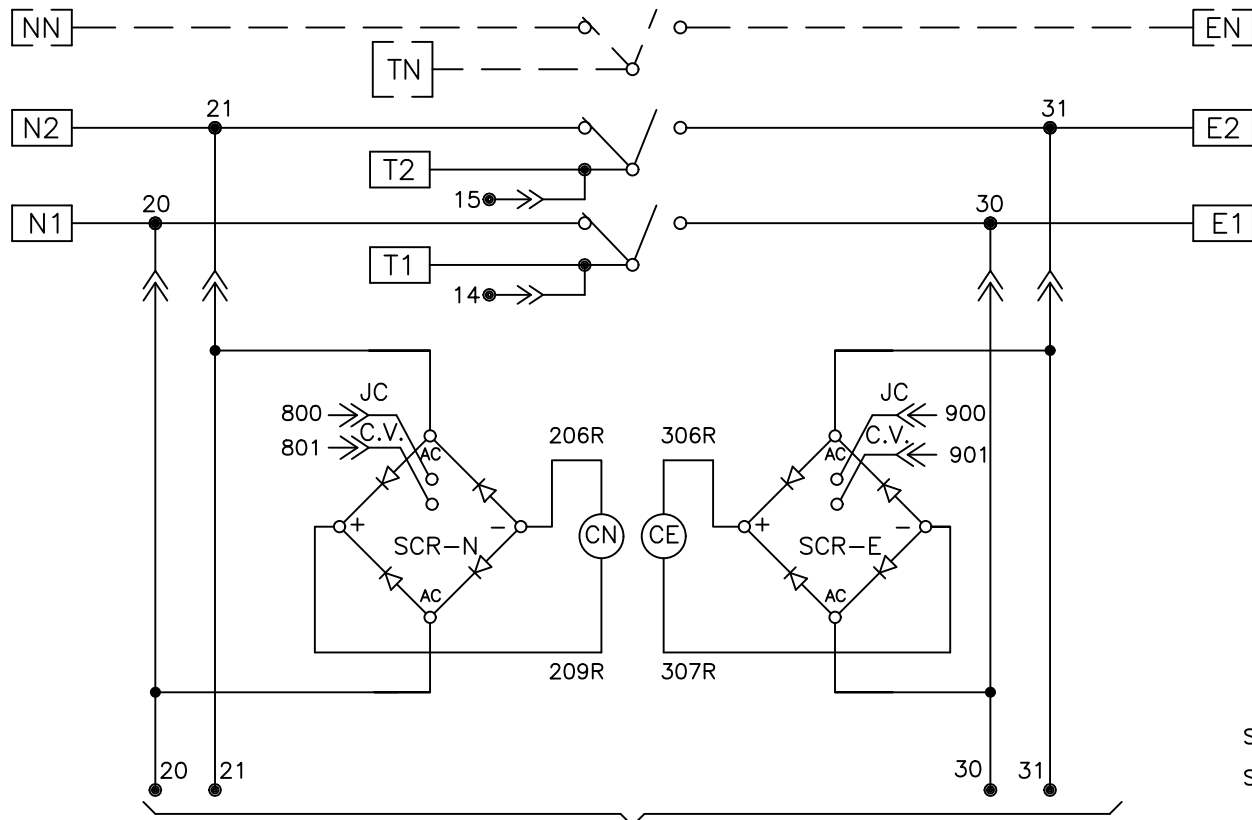 NN EN
TN
21 31
N2 E2
T2
15
20 30
N1 E1
T1
14
JC JC
800 900
C.V. C.V.
801 901
206R 306R
AC AC
+ SCR-N - CN CE + SCR-E -
AC AC
209R 307R
S
20 21 30 31
S